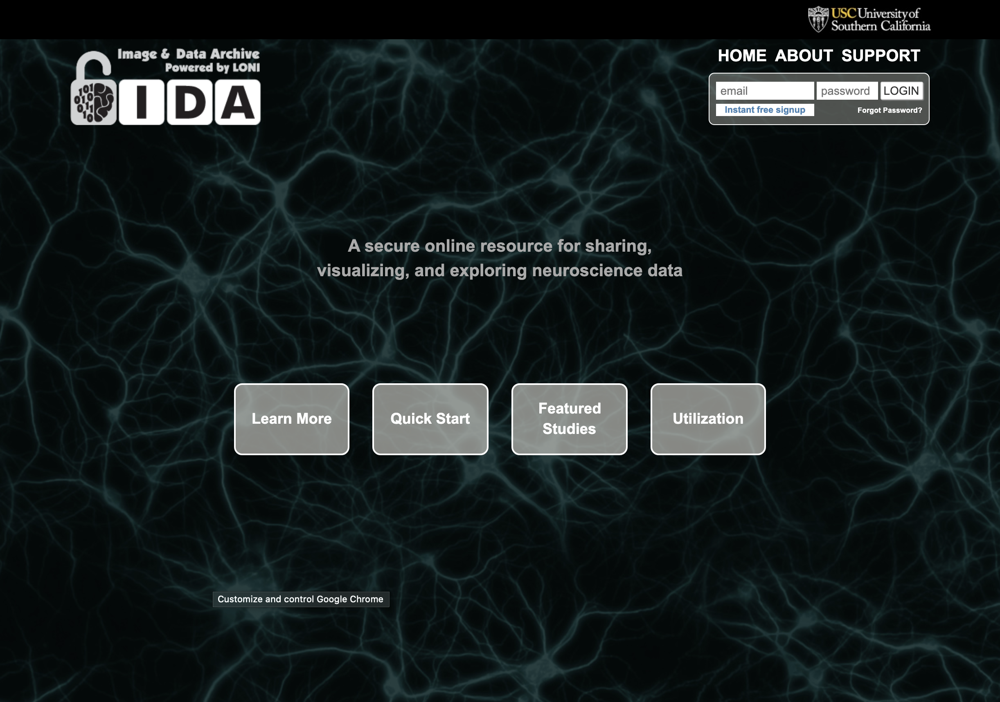 USC University of
Southern California
Image & Data Archive
Powered by LONI
HOME ABOUT SUPPORT
101
010
011
10
IDA
email password LOGIN
Instant free signup Forgot Password?
A secure online resource for sharing,
visualizing, and exploring neuroscience data
Learn More
Quick Start
Featured
Studies
Utilization
Customize and control Google Chrome